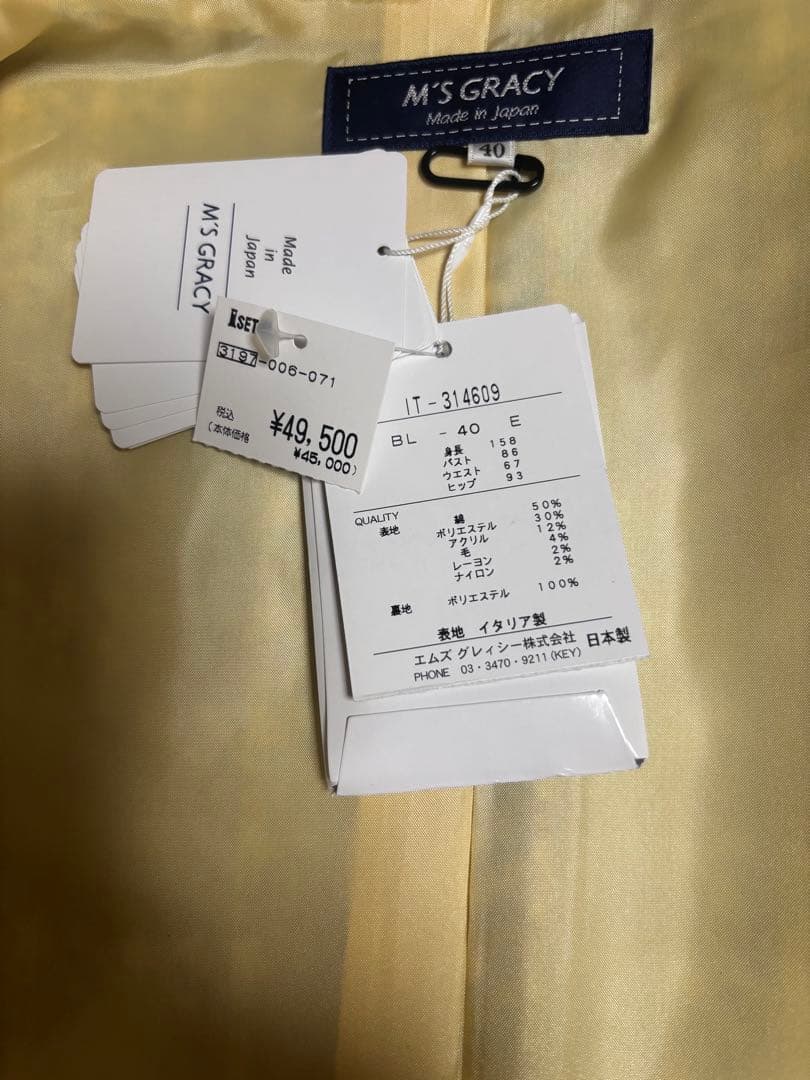 M'S GRACY
Made in Japan
40
Made
in
Japan
M'S GRACY
ISET
3197-006-071
税込 ¥49,500
(本体価格 ¥45,000)
IT-314609
BL - 40 E
身長 158
バスト 86
ウエスト 67
ヒップ 93
QUALITY
表地 綿 50%
ポリエステル 30%
アクリル 12%
毛 4%
レーヨン 2%
ナイロン 2%
裏地 ポリエステル 100%
表地 イタリア製
エムズ グレィシー株式会社 日本製
PHONE 03・3470・9211(KEY)